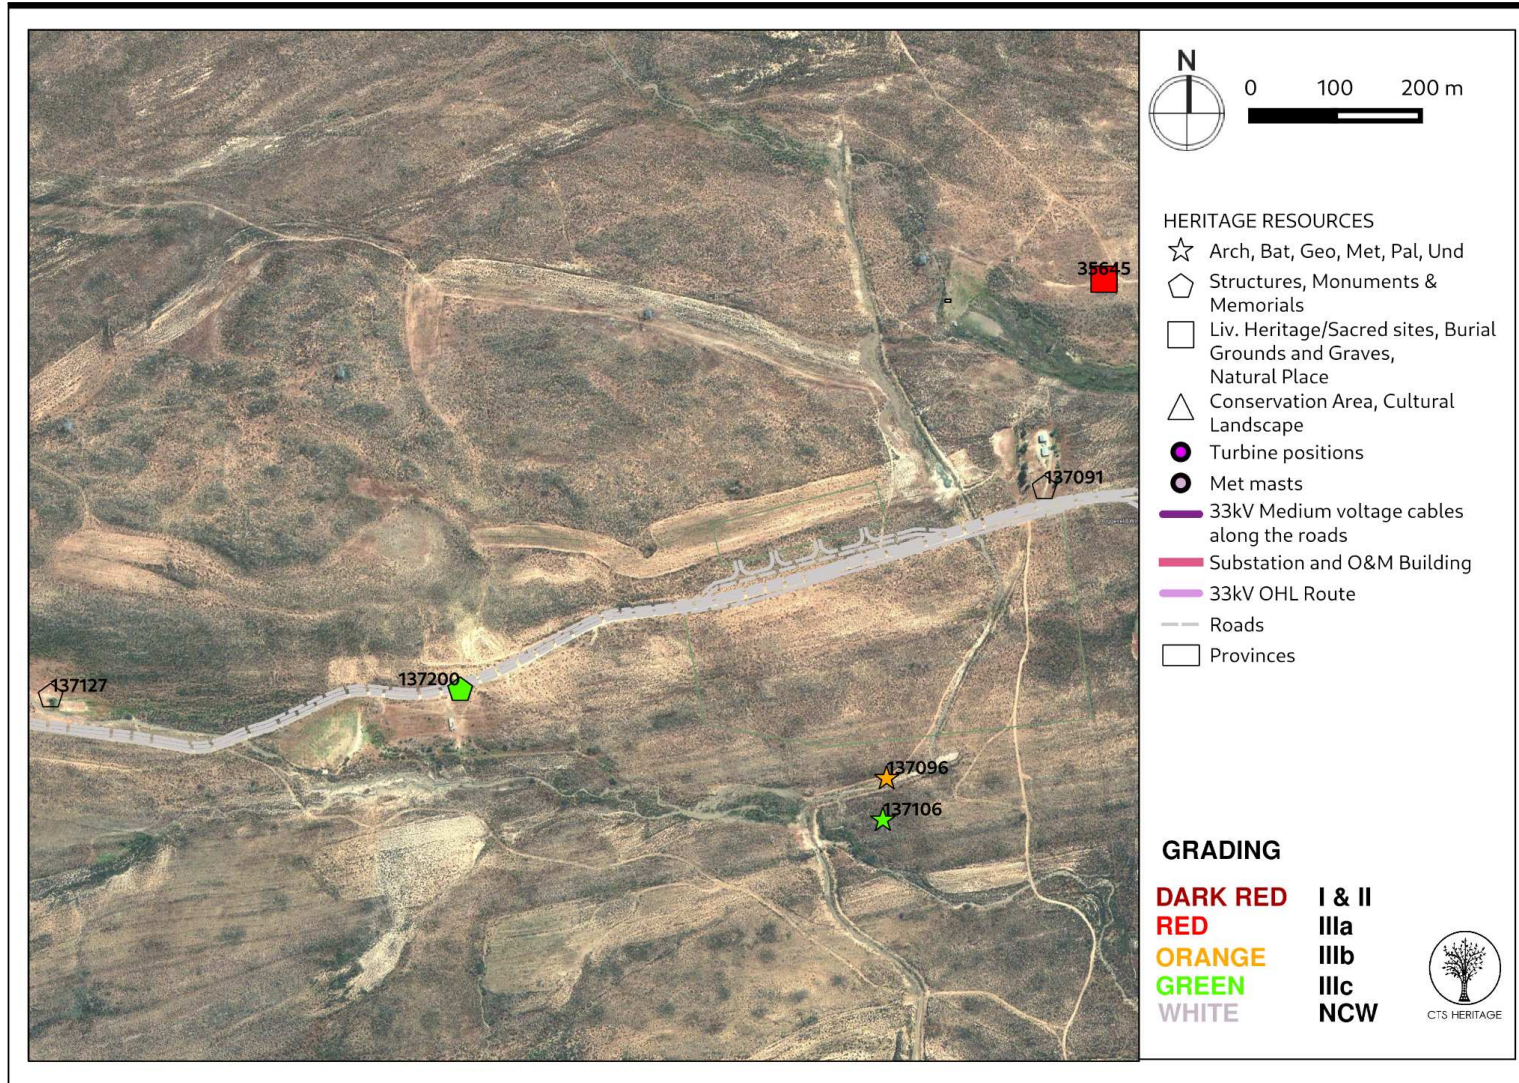 N
0 100 200 m
HERITAGE RESOURCES
Arch, Bat, Geo, Met, Pal, Und
Structures, Monuments &
Memorials
Liv. Heritage/Sacred sites, Burial
Grounds and Graves,
Natural Place
Conservation Area, Cultural
Landscape
Turbine positions
Met masts
33kV Medium voltage cables
along the roads
Substation and O&M Building
33kV OHL Route
Roads
Provinces
35645
137091
137127
137200
137096
137106
GRADING
DARK RED I & II
RED IIIa
ORANGE IIIb
GREEN IIIc
WHITE NCW
CTS HERITAGE